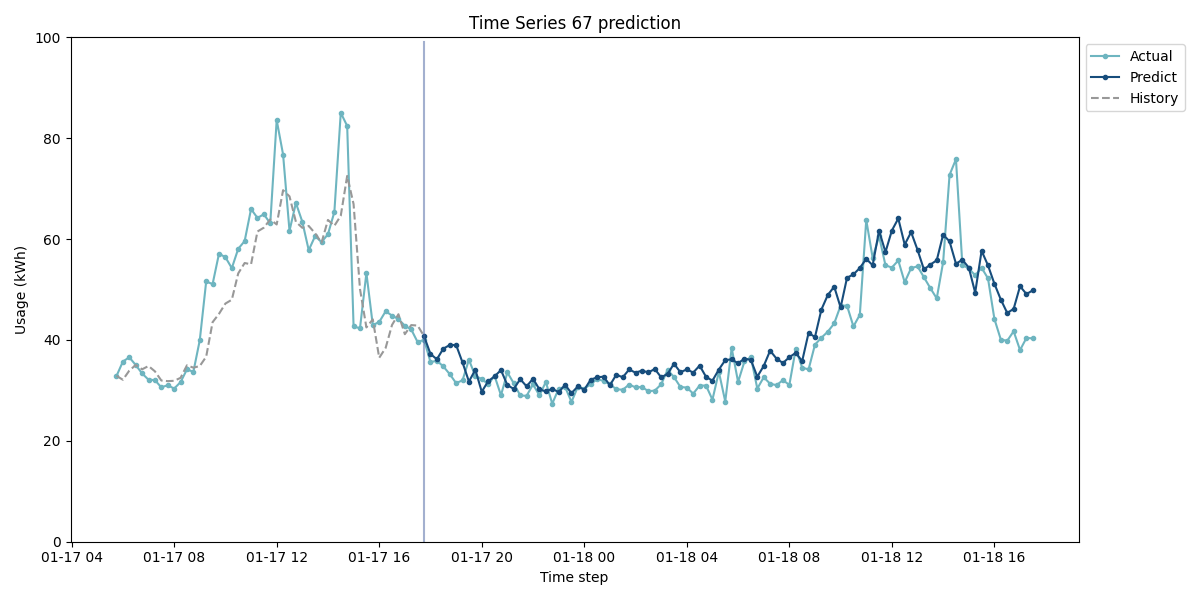 Time Series 67 prediction
Actual
Predict
History
Usage (kWh)
100
80
60
40
20
0
01-17 04
01-17 08
01-17 12
01-17 16
01-17 20
01-18 00
01-18 04
01-18 08
01-18 12
01-18 16
Time step